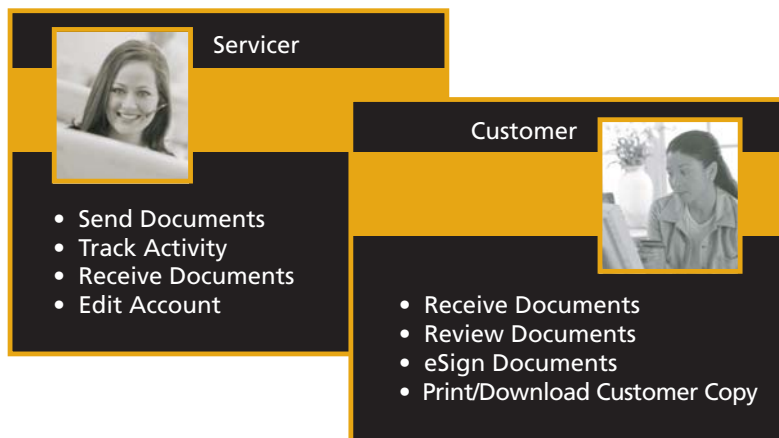 Servicer
• Send Documents
• Track Activity
• Receive Documents
• Edit Account
Customer
• Receive Documents
• Review Documents
• eSign Documents
• Print/Download Customer Copy